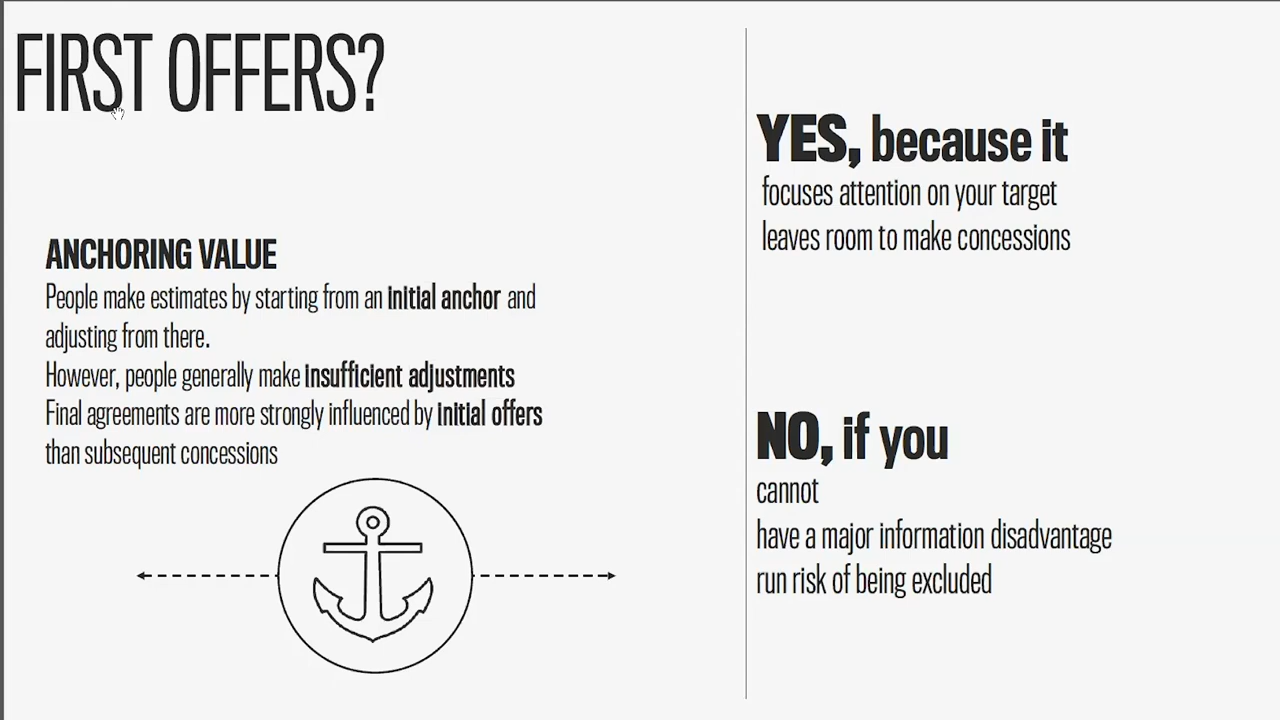 FIRST OFFERS?
ANCHORING VALUE
People make estimates by starting from an initial anchor and
adjusting from there.
However, people generally make insufficient adjustments
Final agreements are more strongly influenced by initial offers
than subsequent concessions
YES, because it
focuses attention on your target
leaves room to make concessions
NO, if you
cannot
have a major information disadvantage
run risk of being excluded